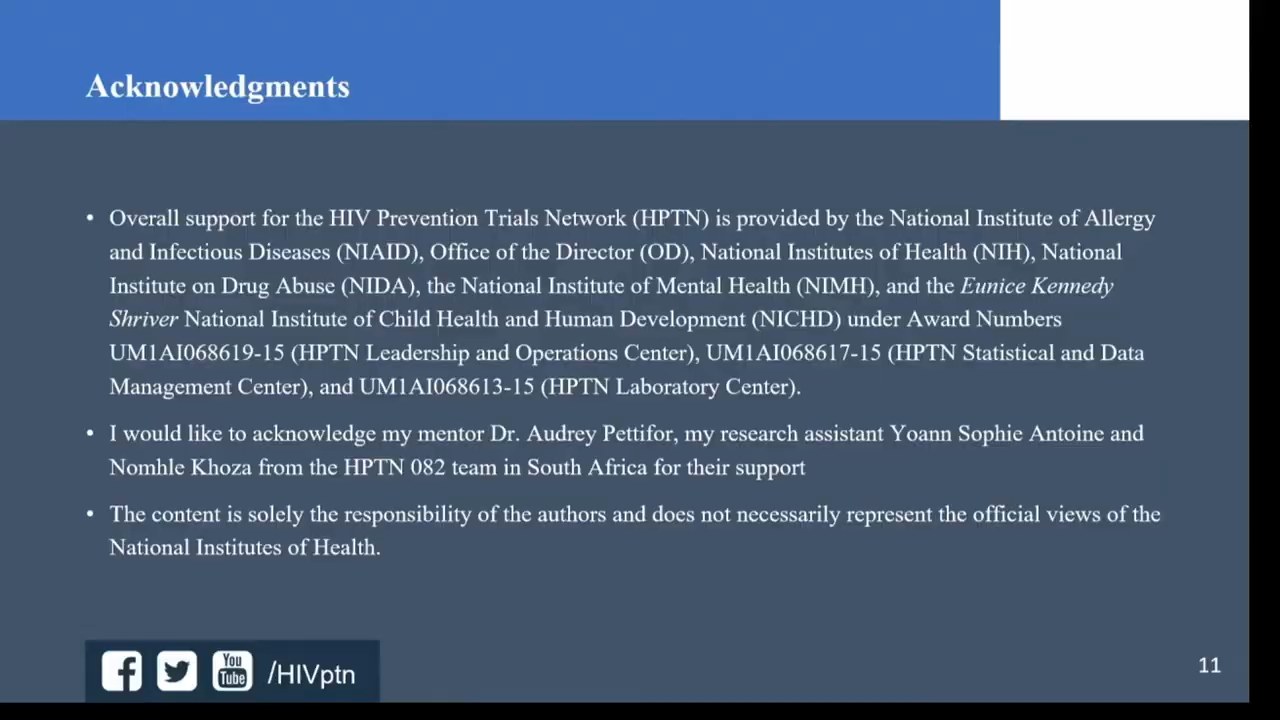 Acknowledgments
• Overall support for the HIV Prevention Trials Network (HPTN) is provided by the National Institute of Allergy
and Infectious Diseases (NIAID), Office of the Director (OD), National Institutes of Health (NIH), National
Institute on Drug Abuse (NIDA), the National Institute of Mental Health (NIMH), and the Eunice Kennedy
Shriver National Institute of Child Health and Human Development (NICHD) under Award Numbers
UM1AI068619-15 (HPTN Leadership and Operations Center), UM1AI068617-15 (HPTN Statistical and Data
Management Center), and UM1AI068613-15 (HPTN Laboratory Center).
• I would like to acknowledge my mentor Dr. Audrey Pettifor, my research assistant Yoann Sophie Antoine and
Nomhle Khoza from the HPTN 082 team in South Africa for their support
• The content is solely the responsibility of the authors and does not necessarily represent the official views of the
National Institutes of Health.
You
Tube
/HIVptn
11